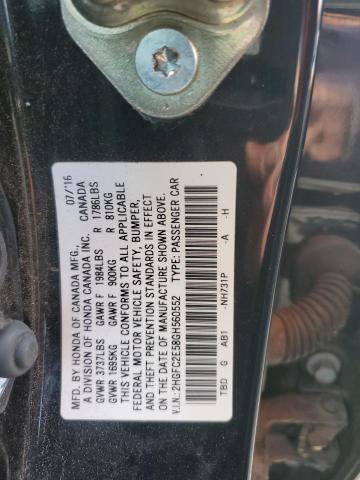 MFD. BY HONDA OF CANADA MFG., 07/'16
A DIVISION OF HONDA CANADA INC. CANADA
GVWR 3737LBS GAWR F 1984LBS R 1786LBS
GVWR 1695KG GAWR F 900KG R 810KG
THIS VEHICLE CONFORMS TO ALL APPLICABLE
FEDERAL MOTOR VEHICLE SAFETY, BUMPER,
AND THEFT PREVENTION STANDARDS IN EFFECT
ON THE DATE OF MANUFACTURE SHOWN ABOVE.
V.I.N.: 2HGFC2E58GH560552 TYPE: PASSENGER CAR
TBD G AB1 -NH731P -A -H